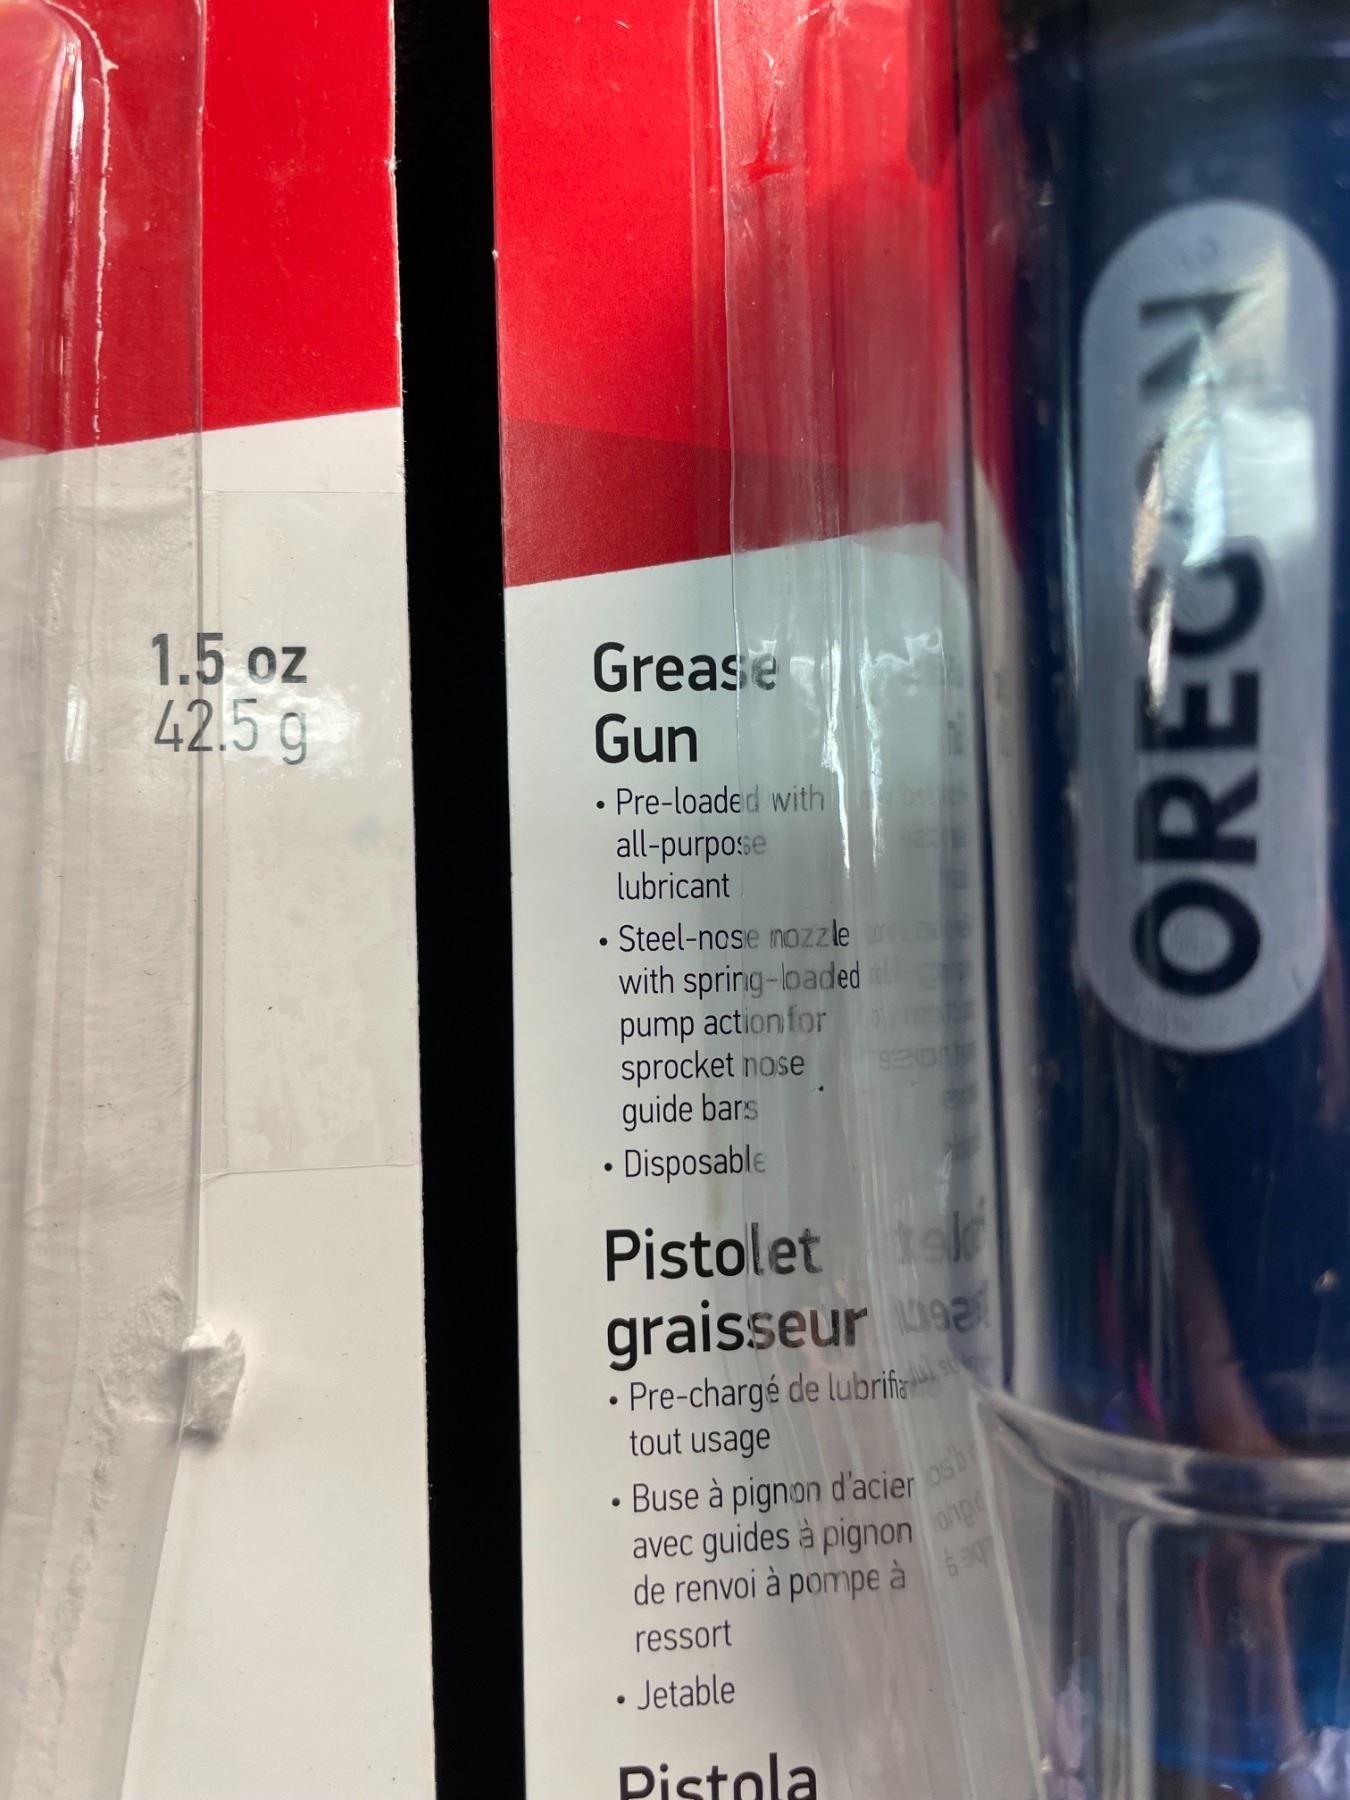 1.5 oz
42.5 g
Grease
Gun
• Pre-loaded with
all-purpose
lubricant
• Steel-nose nozzle
with spring-loaded
pump action for
sprocket nose
guide bars
• Disposable
Pistolet
graisseur
• Pre-chargé de
tout usage
• Buse à pignon d'acier
avec guides à pignon
de renvoi à pompe à
ressort
• Jetable
Pistola
OREGON